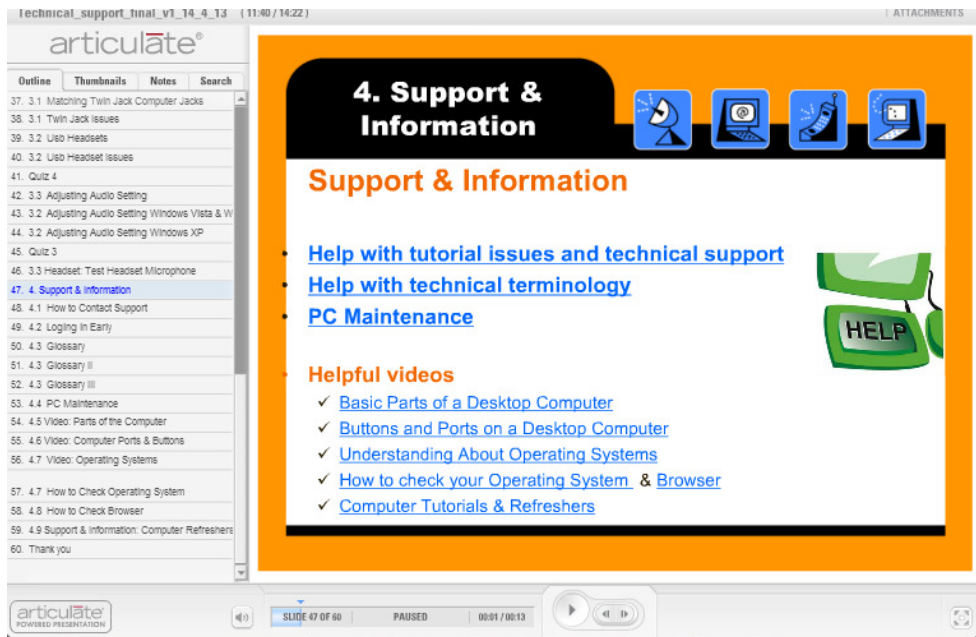 Technical_support_final_v1_14_4_13 ( 11:40 / 14:22 )
ATTACHMENTS
articulāte®
Outline Thumbnails Notes Search
37. 3.1 Matching Twin Jack Computer Jacks
38. 3.1 Twin Jack Issues
39. 3.2 Usb Headsets
40. 3.2 Usb Headset Issues
41. Quiz 4
42. 3.3 Adjusting Audio Setting
43. 3.2 Adjusting Audio Setting Windows Vista & W
44. 3.2 Adjusting Audio Setting Windows XP
45. Quiz 3
46. 3.3 Headset: Test Headset Microphone
47. 4. Support & Information
48. 4.1 How to Contact Support
49. 4.2 Loging in Early
50. 4.3 Glossary
51. 4.3 Glossary II
52. 4.3 Glossary III
53. 4.4 PC Maintenance
54. 4.5 Video: Parts of the Computer
55. 4.6 Video: Computer Ports & Buttons
56. 4.7 Video: Operating Systems
57. 4.7 How to Check Operating System
58. 4.8 How to Check Browser
59. 4.9 Support & Information: Computer Refreshers
60. Thank you
4. Support &
Information
@
Support & Information
• Help with tutorial issues and technical support
• Help with technical terminology
• PC Maintenance
HELP
• Helpful videos
✓ Basic Parts of a Desktop Computer
✓ Buttons and Ports on a Desktop Computer
✓ Understanding About Operating Systems
✓ How to check your Operating System & Browser
✓ Computer Tutorials & Refreshers
articulāte
POWERED PRESENTATION
SLIDE 47 OF 60 PAUSED 00:01 / 00:13